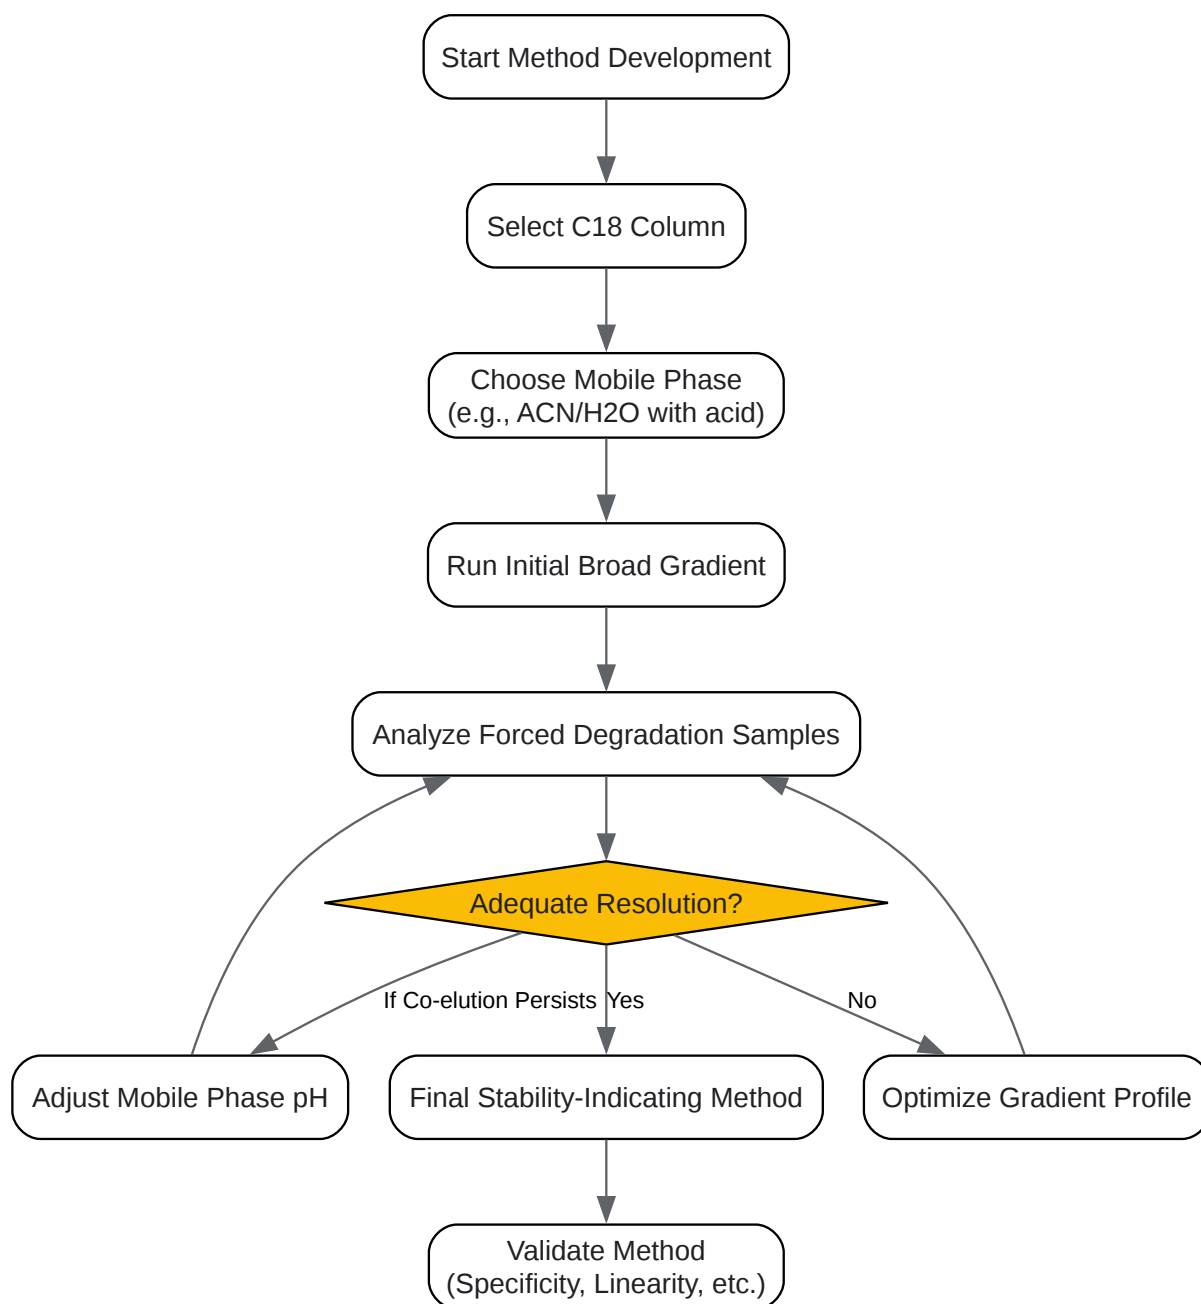 Start Method Development
Select C18 Column
Choose Mobile Phase
(e.g., ACN/H2O with acid)
Run Initial Broad Gradient
Analyze Forced Degradation Samples
Adequate Resolution?
If Co-elution Persists
Yes
No
Adjust Mobile Phase pH
Final Stability-Indicating Method
Optimize Gradient Profile
Validate Method
(Specificity, Linearity, etc.)